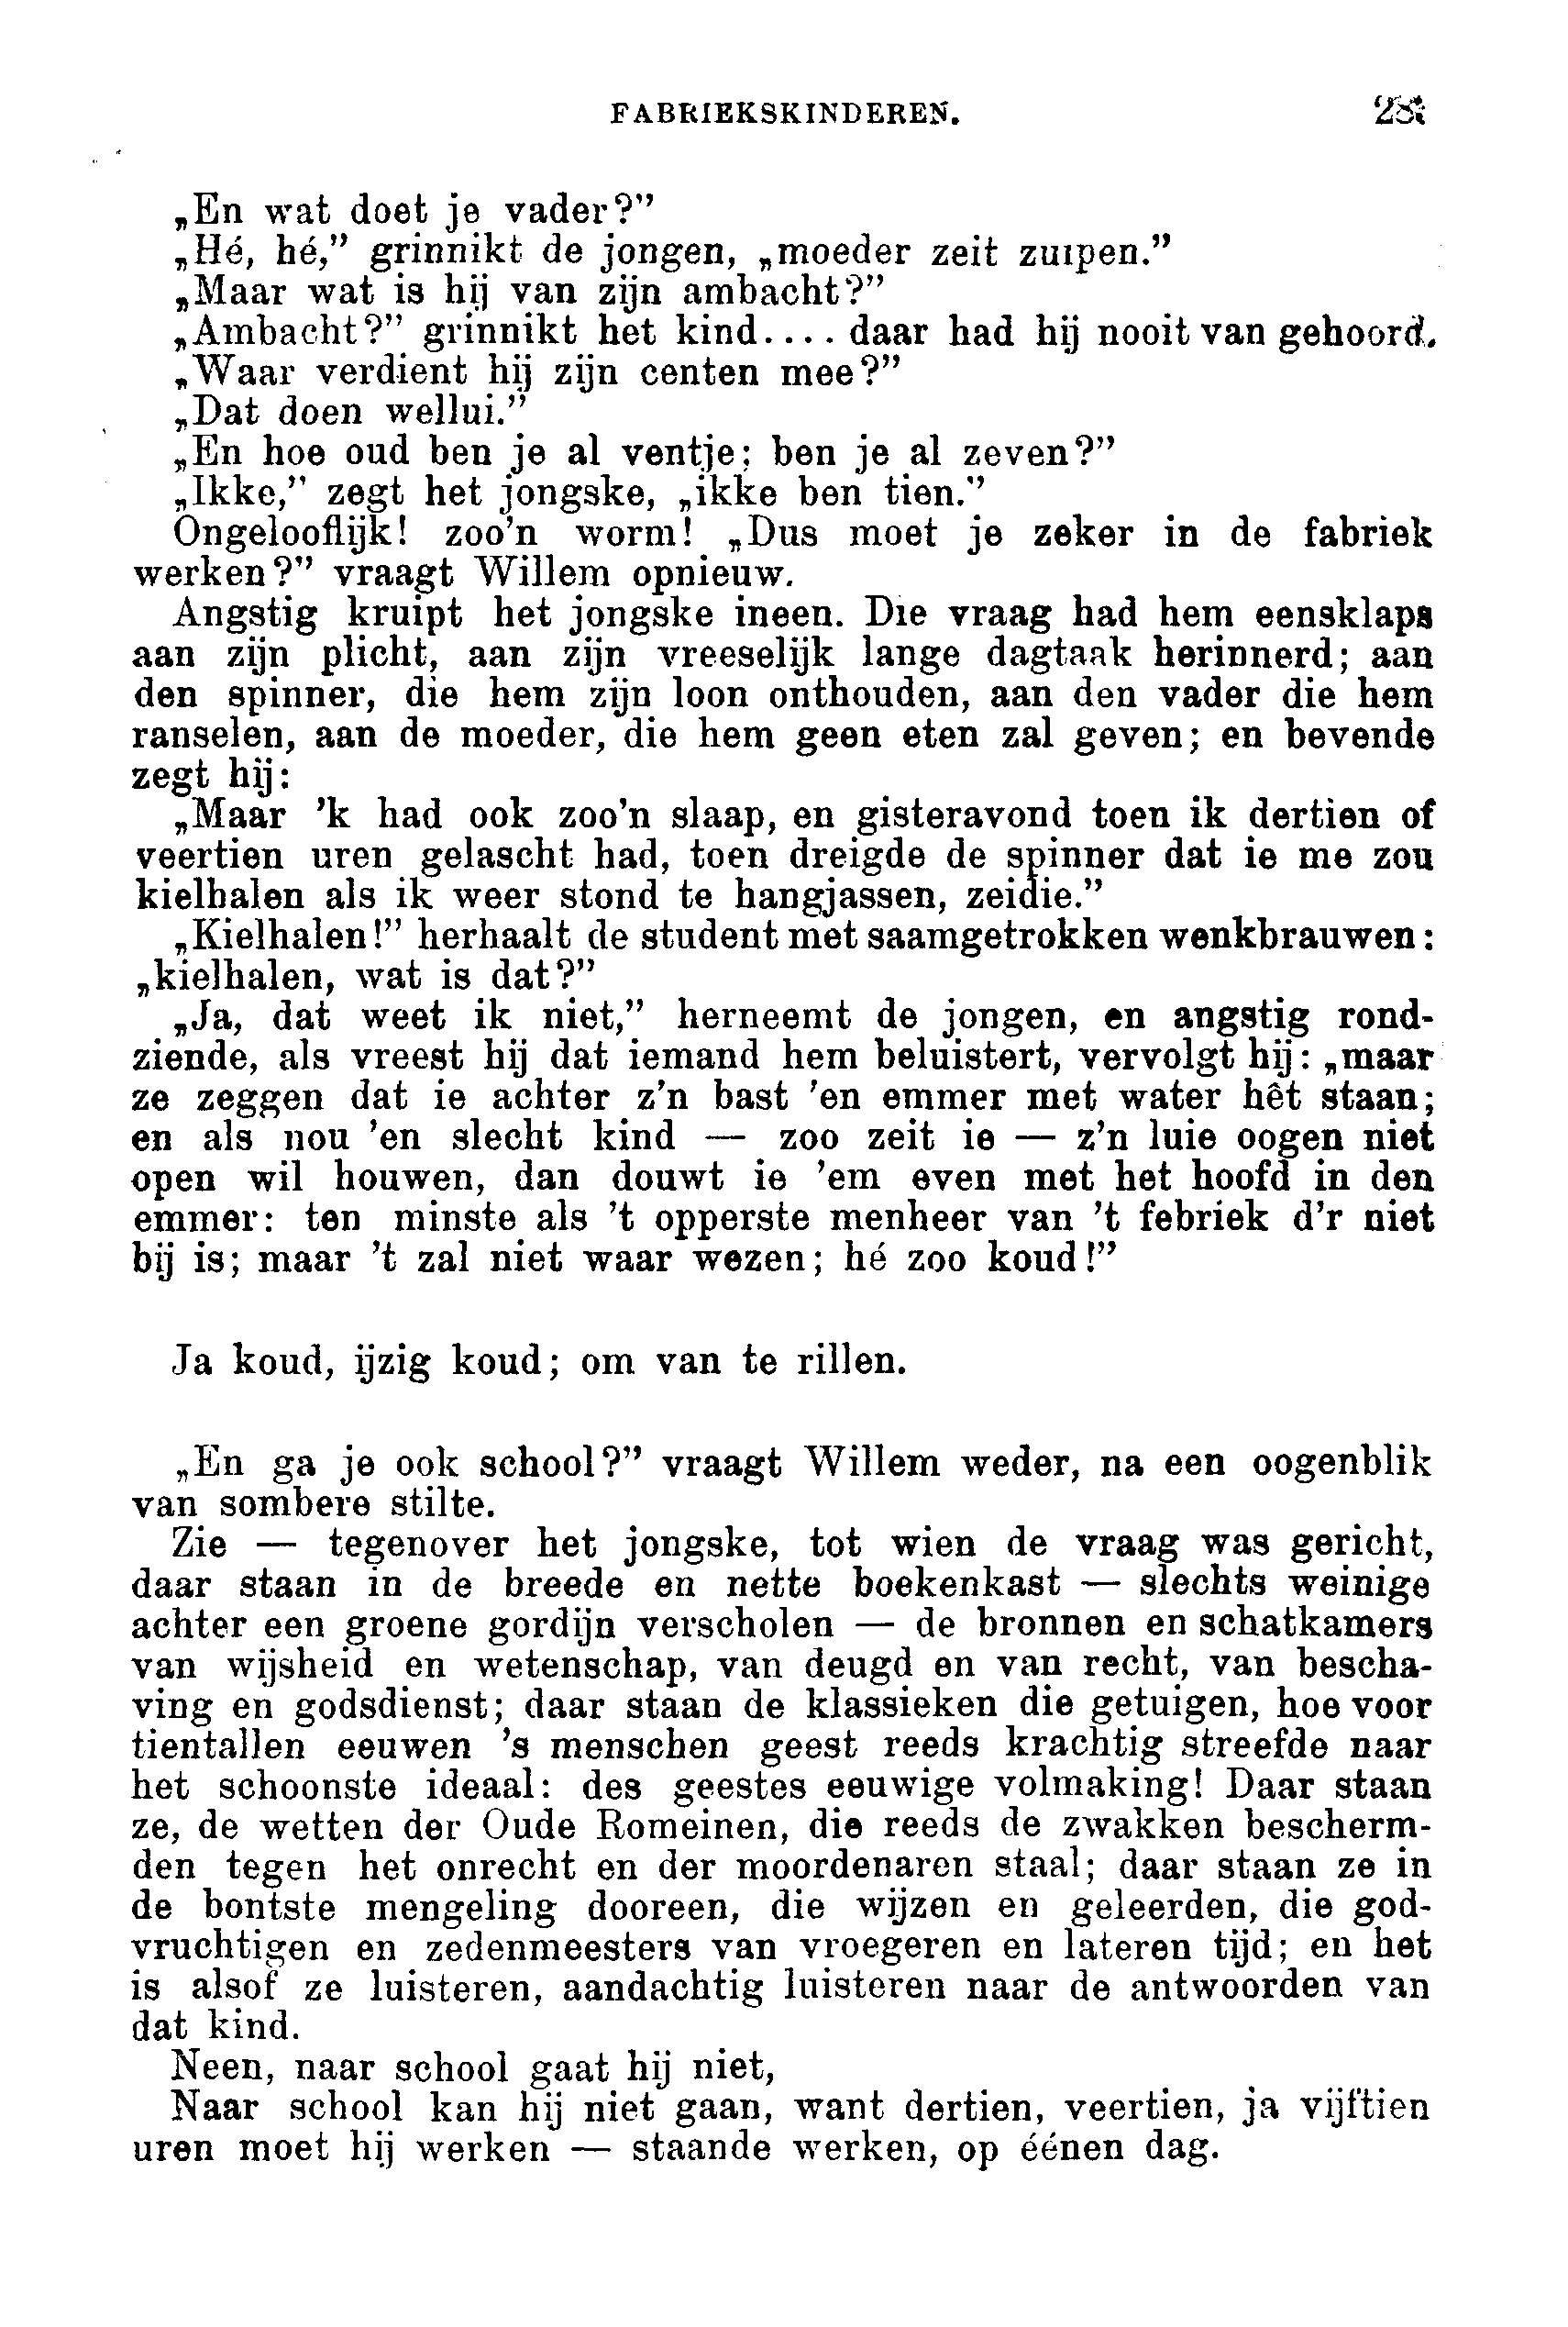 FABRIEKSKINDEREN.
„En wat doet je vader?”
„Hé, hé,” grinnikt de jongen, „moeder zeit zuipen.”
„Maar wat is hij van zijn ambacht?”
„Ambacht?” grinnikt het kind.... daar had hij nooit van gehoord.
„Waar verdient hij zijn centen mee?”
„Dat doen wellui.”
„En hoe oud ben je al ventje; ben je al zeven?”
„Ikke,” zegt het jongske, „ikke ben tien.”
Ongelooflijk! zoo’n worm! „Dus moet je zeker in de fabriek
werken?” vraagt Willem opnieuw.
Angstig kruipt het jongske ineen. Die vraag had hem eensklaps
aan zijn plicht, aan zijn vreeselijk lange dagtaak herinnerd; aan
den spinner, die hem zijn loon onthouden, aan den vader die hem
ranselen, aan de moeder, die hem geen eten zal geven; en bevende
zegt hij:
„Maar ’k had ook zoo’n slaap, en gisteravond toen ik dertien of
veertien uren gelascht had, toen dreigde de spinner dat ie me zou
kielhalen als ik weer stond te hangjassen, zeidie.”
„Kielhalen!” herhaalt de student met saamgetrokken wenkbrauwen:
„kielhalen, wat is dat?”
„Ja, dat weet ik niet,” herneemt de jongen, en angstig rond-
ziende, als vreest hij dat iemand hem beluistert, vervolgt hij: „maar
ze zeggen dat ie achter z’n bast ’en emmer met water hêt staan;
en als nou ’en slecht kind — zoo zeit ie — z’n luie oogen niet
open wil houwen, dan douwt ie ’em even met het hoofd in den
emmer: ten minste als ’t opperste menheer van ’t febriek d’r niet
bij is; maar ’t zal niet waar wezen; hé zoo koud!”
Ja koud, ijzig koud; om van te rillen.
„En ga je ook school?” vraagt Willem weder, na een oogenblik
van sombere stilte.
Zie — tegenover het jongske, tot wien de vraag was gericht,
daar staan in de breede en nette boekenkast — slechts weinige
achter een groene gordijn verscholen — de bronnen en schatkamers
van wijsheid en wetenschap, van deugd en van recht, van bescha-
ving en godsdienst; daar staan de klassieken die getuigen, hoe voor
tientallen eeuwen ’s menschen geest reeds krachtig streefde naar
het schoonste ideaal: des geestes eeuwige volmaking! Daar staan
ze, de wetten der Oude Romeinen, die reeds de zwakken bescherm-
den tegen het onrecht en der moordenaren staal; daar staan ze in
de bontste mengeling dooreen, die wijzen en geleerden, die god-
vruchtigen en zedenmeesters van vroegeren en lateren tijd; en het
is alsof ze luisteren, aandachtig luisteren naar de antwoorden van
dat kind.
Neen, naar school gaat hij niet,
Naar school kan hij niet gaan, want dertien, veertien, ja vijftien
uren moet hij werken — staande werken, op éénen dag.